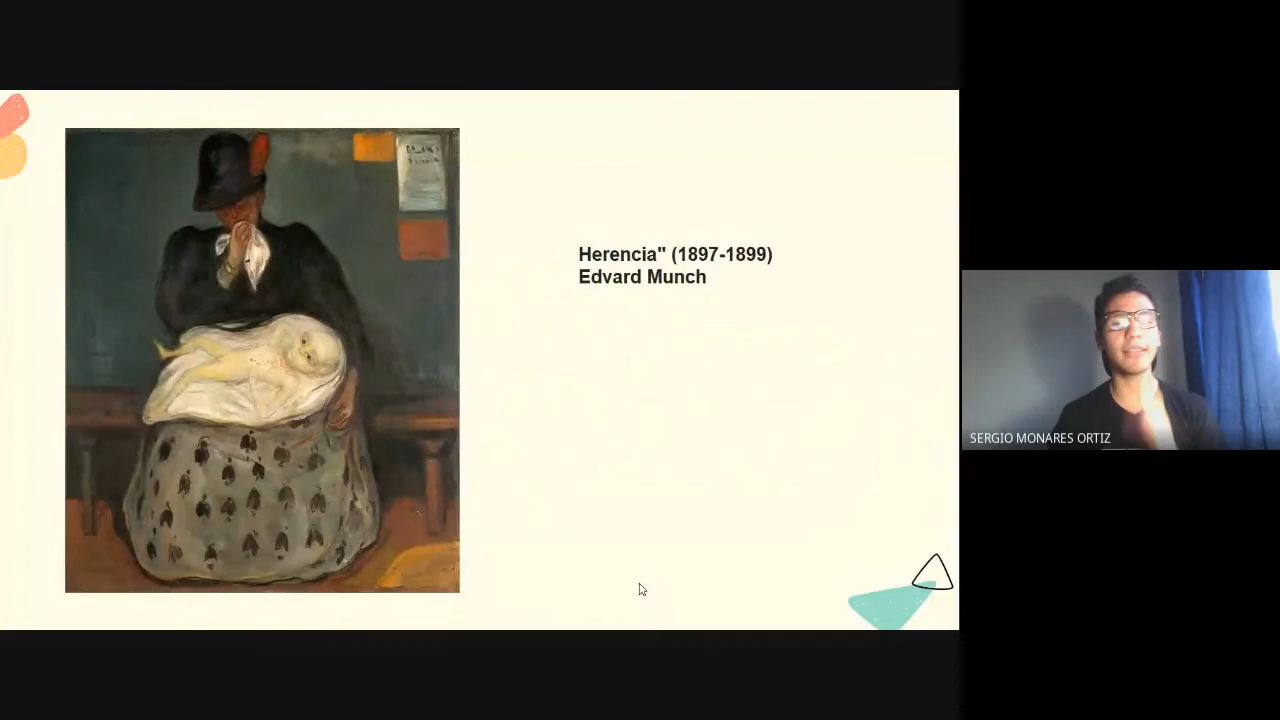 Herencia" (1897-1899)
Edvard Munch
SERGIO MONARES ORTIZ